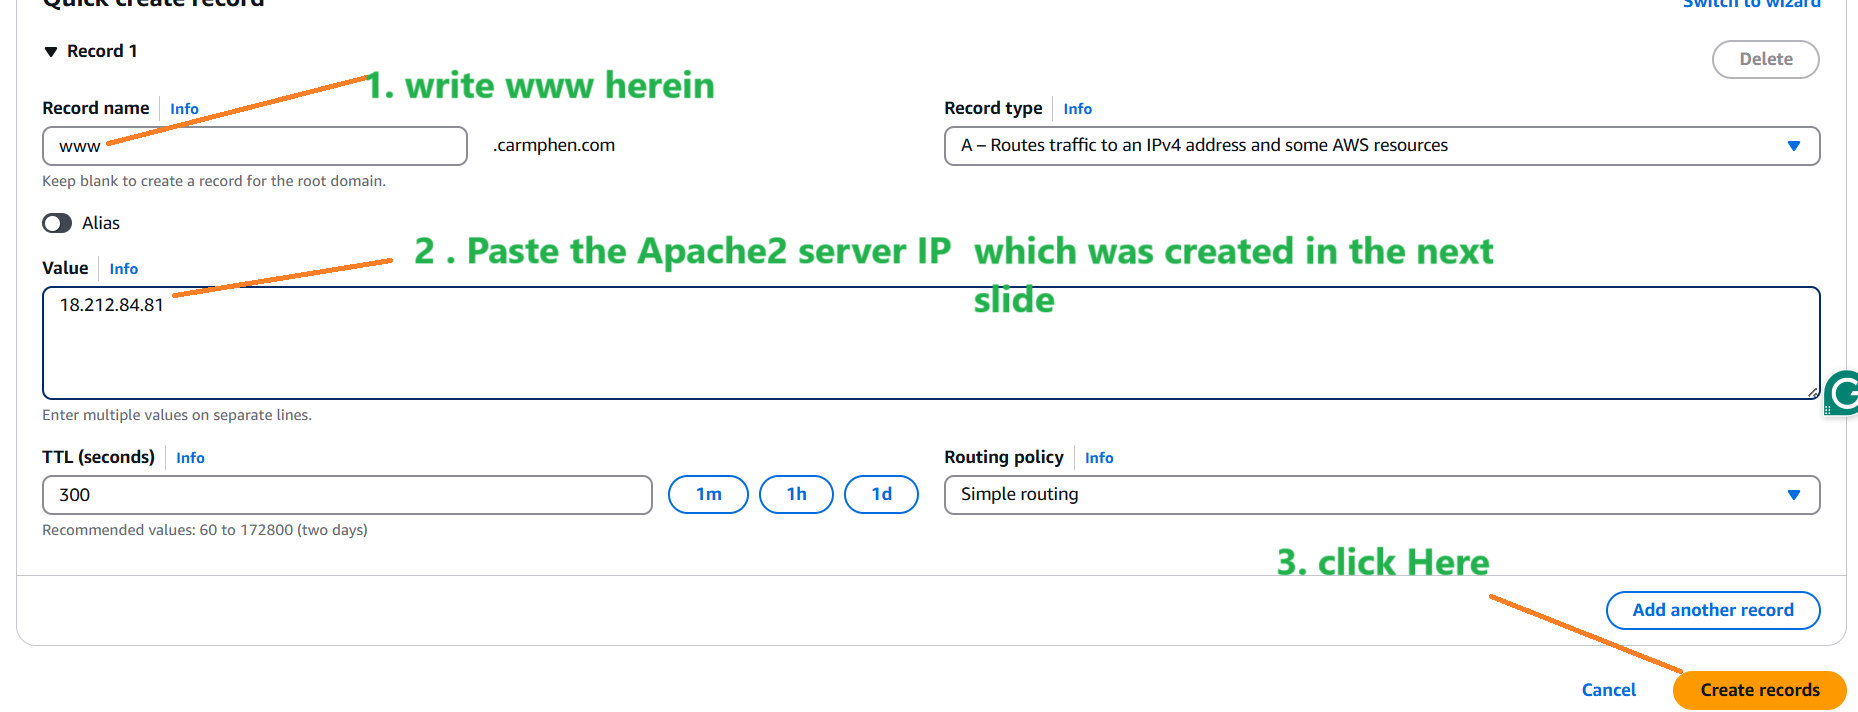 Quick create record
Switch to wizard
Record 1
Delete
1. write www herein
Record name Info
Record type Info
www
.carmphen.com
A – Routes traffic to an IPv4 address and some AWS resources
Keep blank to create a record for the root domain.
Alias
2 . Paste the Apache2 server IP which was created in the next
slide
Value Info
18.212.84.81
Enter multiple values on separate lines.
TTL (seconds) Info
Routing policy Info
300
1m
1h
1d
Simple routing
Recommended values: 60 to 172800 (two days)
3. click Here
Add another record
Cancel
Create records